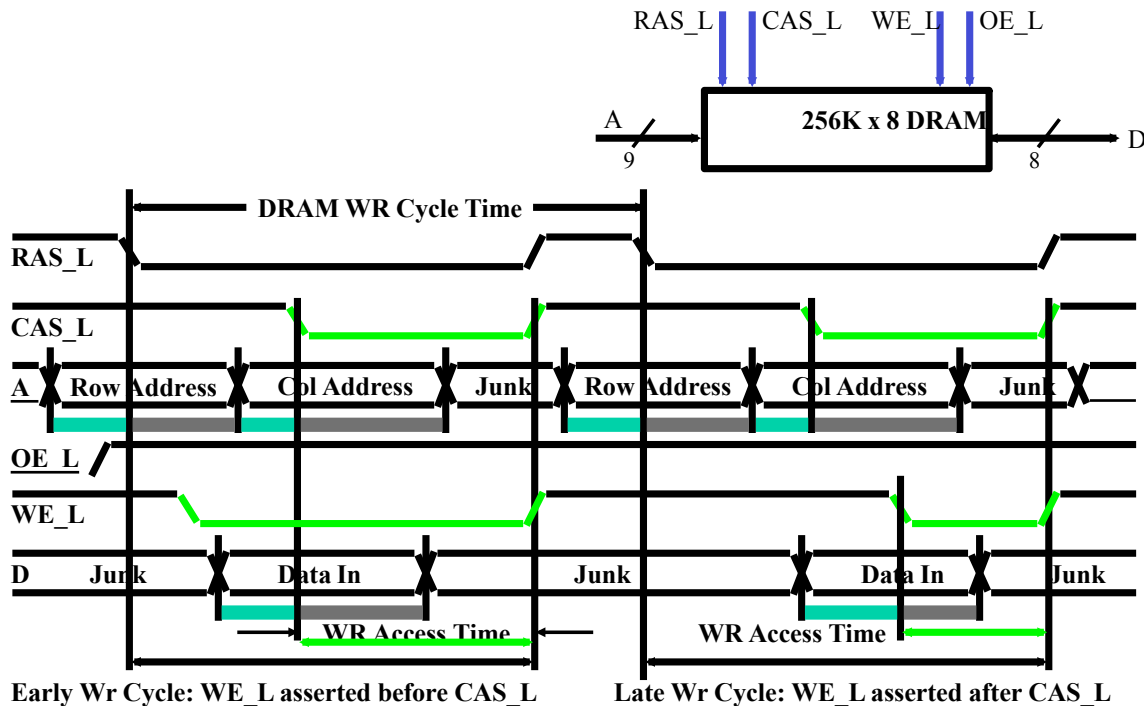 RAS_L CAS_L WE_L OE_L
256K x 8 DRAM
A
9
8
D
DRAM WR Cycle Time
RAS_L
CAS_L
A Row Address Col Address Junk Row Address Col Address Junk
OE_L
WE_L
D Junk Data In Junk Data In Junk
WR Access Time WR Access Time
Early Wr Cycle: WE_L asserted before CAS_L Late Wr Cycle: WE_L asserted after CAS_L